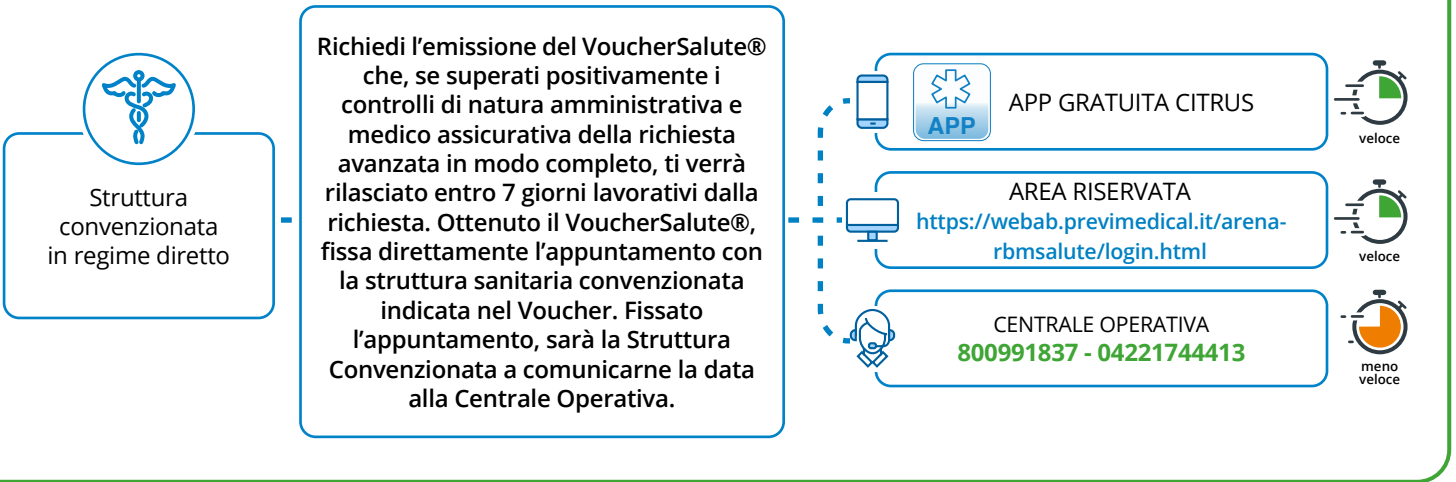 Struttura
convenzionata
in regime diretto
Richiedi l'emissione del VoucherSalute®
che, se superati positivamente i
controlli di natura amministrativa e
medico assicurativa della richiesta
avanzata in modo completo, ti verrà
rilasciato entro 7 giorni lavorativi dalla
richiesta. Ottenuto il VoucherSalute®,
fissa direttamente l'appuntamento con
la struttura sanitaria convenzionata
indicata nel Voucher. Fissato
l'appuntamento, sarà la Struttura
Convenzionata a comunicarne la data
alla Centrale Operativa.
APP
APP GRATUITA CITRUS
veloce
AREA RISERVATA
https://webab.previmedical.it/arena-
rbmsalute/login.html
veloce
CENTRALE OPERATIVA
800991837 - 04221744413
meno
veloce